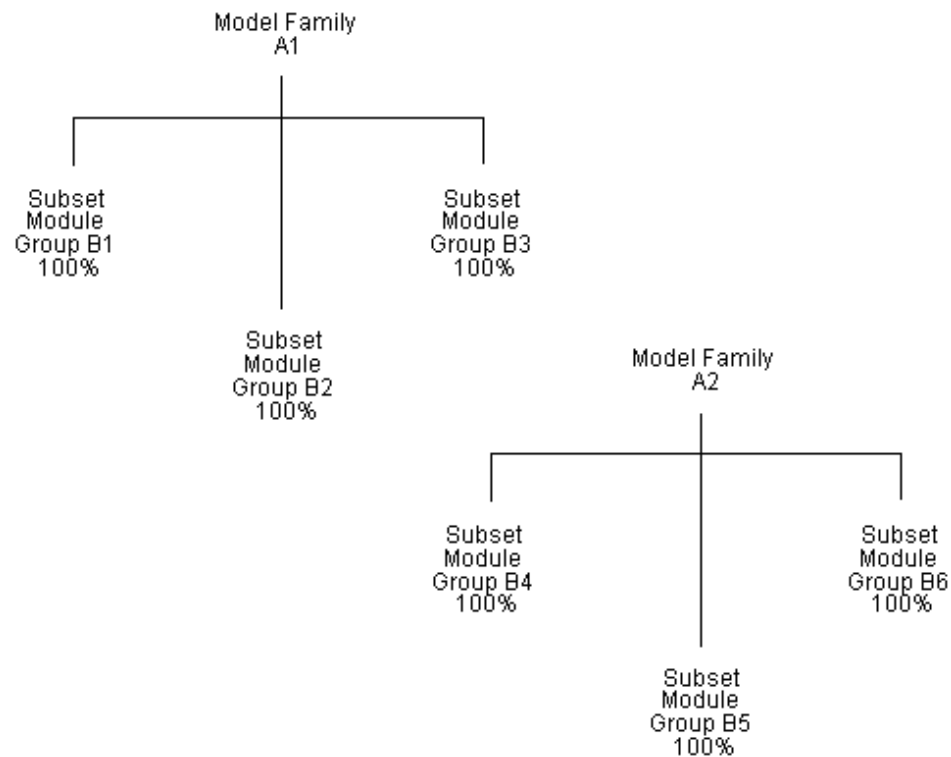 Model Family
A1
Subset
Module
Group B1
100%
Subset
Module
Group B3
100%
Subset
Module
Group B2
100%
Model Family
A2
Subset
Module
Group B4
100%
Subset
Module
Group B6
100%
Subset
Module
Group B5
100%